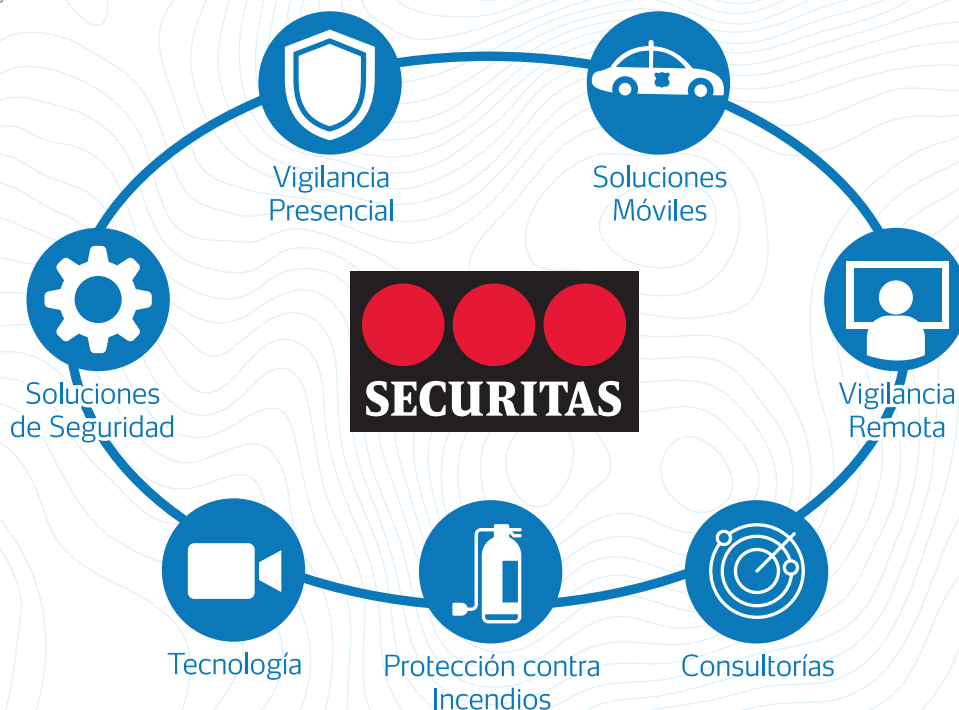 Vigilancia
Presencial
Soluciones
Móviles
Soluciones
de Seguridad
SECURITAS
Vigilancia
Remota
Tecnología
Protección contra
Incendios
Consultorías